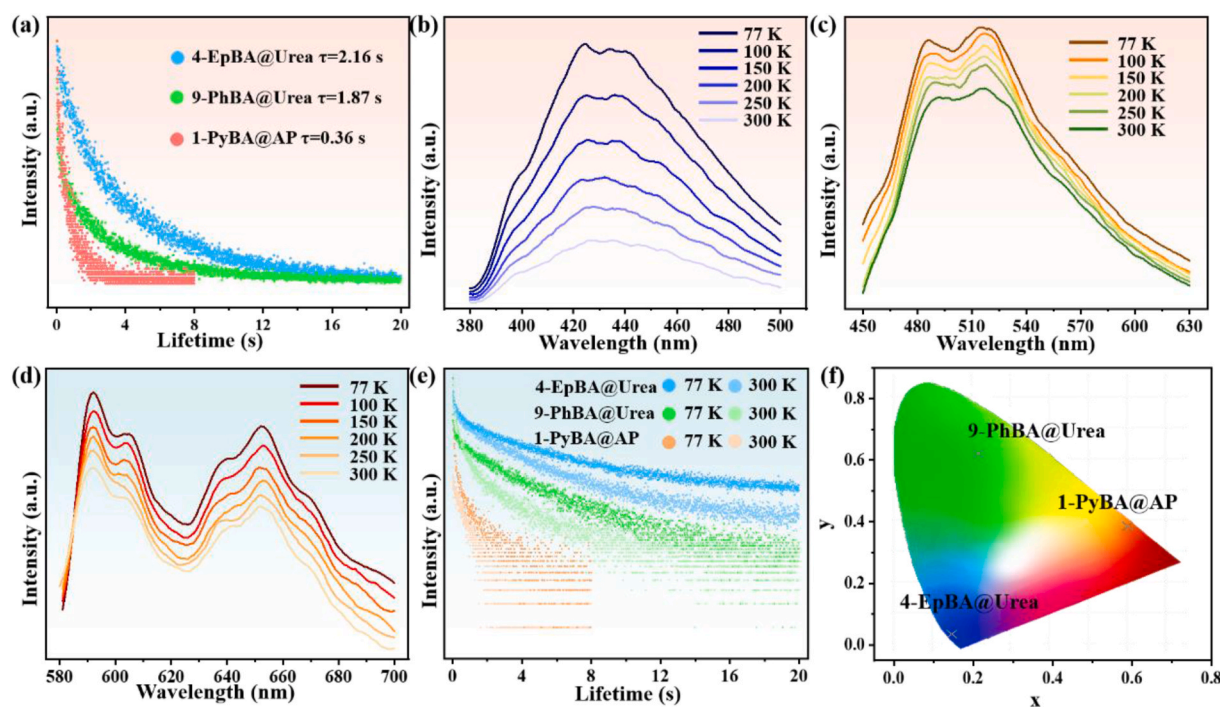 (a)
4-EpBA@Urea τ=2.16 s
9-PhBA@Urea τ=1.87 s
1-PyBA@AP τ=0.36 s
Intensity (a.u.)
0 4 8 12 16 20
Lifetime (s)
(b)
77 K
100 K
150 K
200 K
250 K
300 K
Intensity (a.u.)
380 400 420 440 460 480 500
Wavelength (nm)
(c)
77 K
100 K
150 K
200 K
250 K
300 K
Intensity (a.u.)
450 480 510 540 570 600 630
Wavelength (nm)
(d)
77 K
100 K
150 K
200 K
250 K
300 K
Intensity (a.u.)
580 600 620 640 660 680 700
Wavelength (nm)
(e)
4-EpBA@Urea 77 K 300 K
9-PhBA@Urea 77 K 300 K
1-PyBA@AP 77 K 300 K
Intensity (a.u.)
0 4 8 12 16 20
Lifetime (s)
(f)
0.8
0.6
0.4
0.2
0.0
y
9-PhBA@Urea
1-PyBA@AP
4-EpBA@Urea
0.0 0.2 0.4 0.6 0.8
x